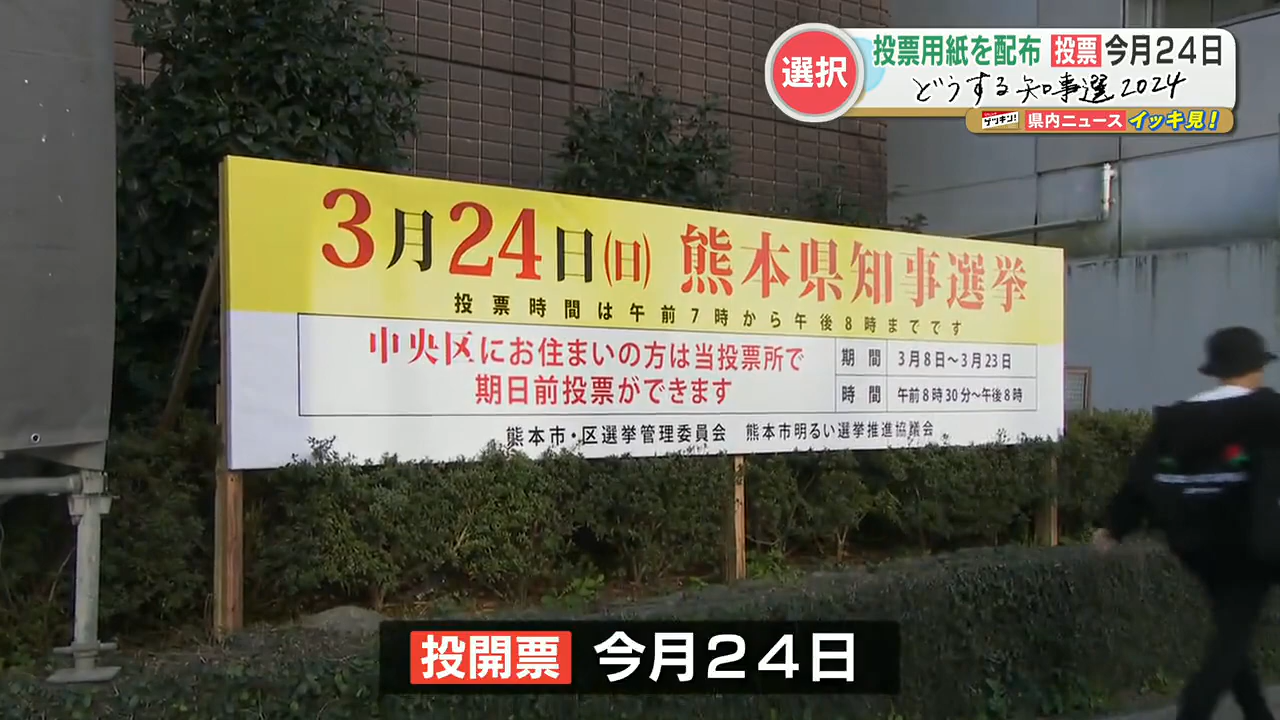 選択
投票用紙を配布 投票 今月24日
どうする知事選2024
ゲツキン! 県内ニュース イッキ見!
3月24日(日) 熊本県知事選挙
投票時間は午前7時から午後8時までです
中央区にお住まいの方は当投票所で
期日前投票ができます
期間 3月8日〜3月23日
時間 午前8時30分〜午後8時
熊本市・区選挙管理委員会 熊本市明るい選挙推進協議会
投開票 今月24日